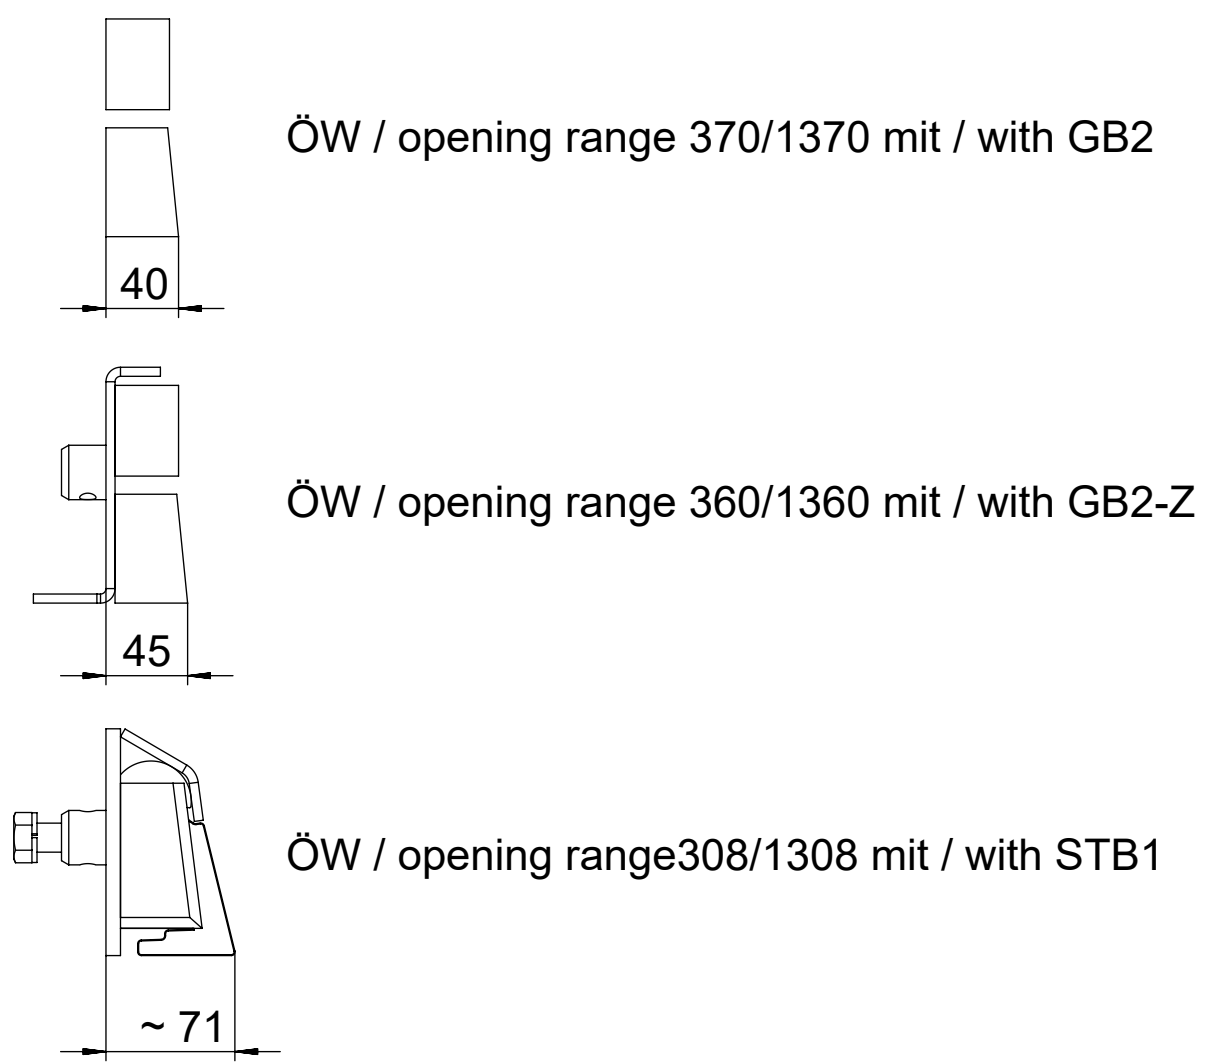 ÖW / opening range 370/1370 mit / with GB2
40
ÖW / opening range 360/1360 mit / with GB2-Z
45
ÖW / opening range308/1308 mit / with STB1
~ 71